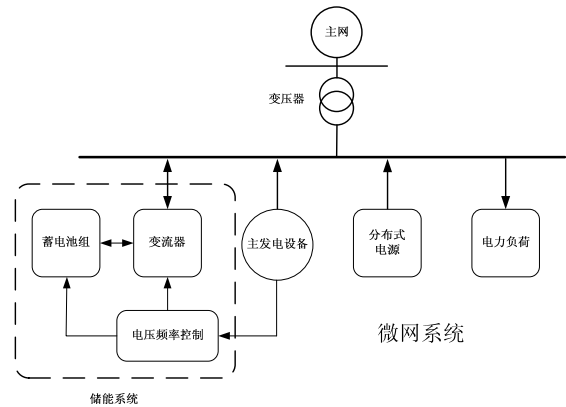 主网
变压器
蓄电池组
变流器
主发电设备
分布式
电源
电力负荷
电压频率控制
微网系统
储能系统